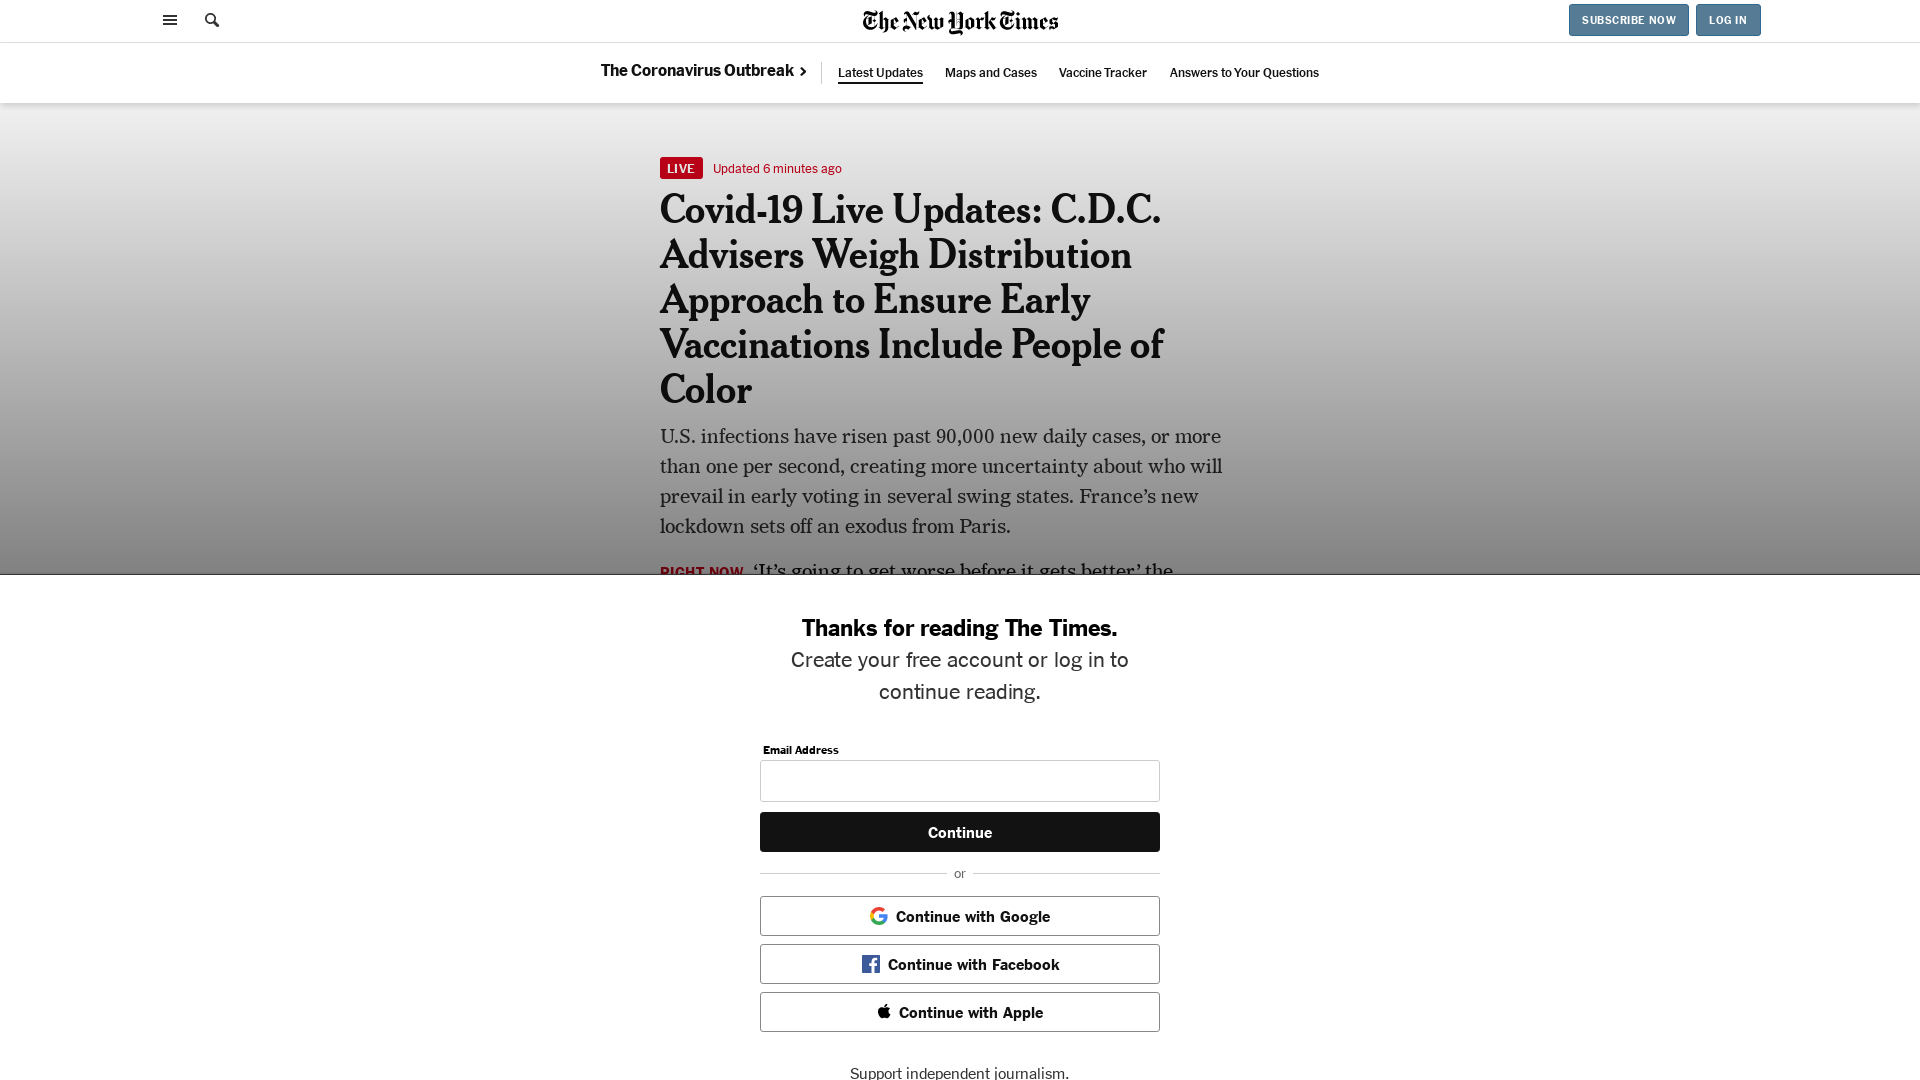 The New York Times
SUBSCRIBE NOW
LOG IN
The Coronavirus Outbreak
Latest Updates
Maps and Cases
Vaccine Tracker
Answers to Your Questions
LIVE Updated 6 minutes ago
Covid-19 Live Updates: C.D.C.
Advisers Weigh Distribution
Approach to Ensure Early
Vaccinations Include People of
Color
U.S. infections have risen past 90,000 new daily cases, or more
than one per second, creating more uncertainty about who will
prevail in early voting in several swing states. France’s new
lockdown sets off an exodus from Paris.
RIGHT NOW ‘It’s going to get worse before it gets better,’ the
Thanks for reading The Times.
Create your free account or log in to
continue reading.
Email Address
Continue
or
Continue with Google
Continue with Facebook
Continue with Apple
Support independent journalism.